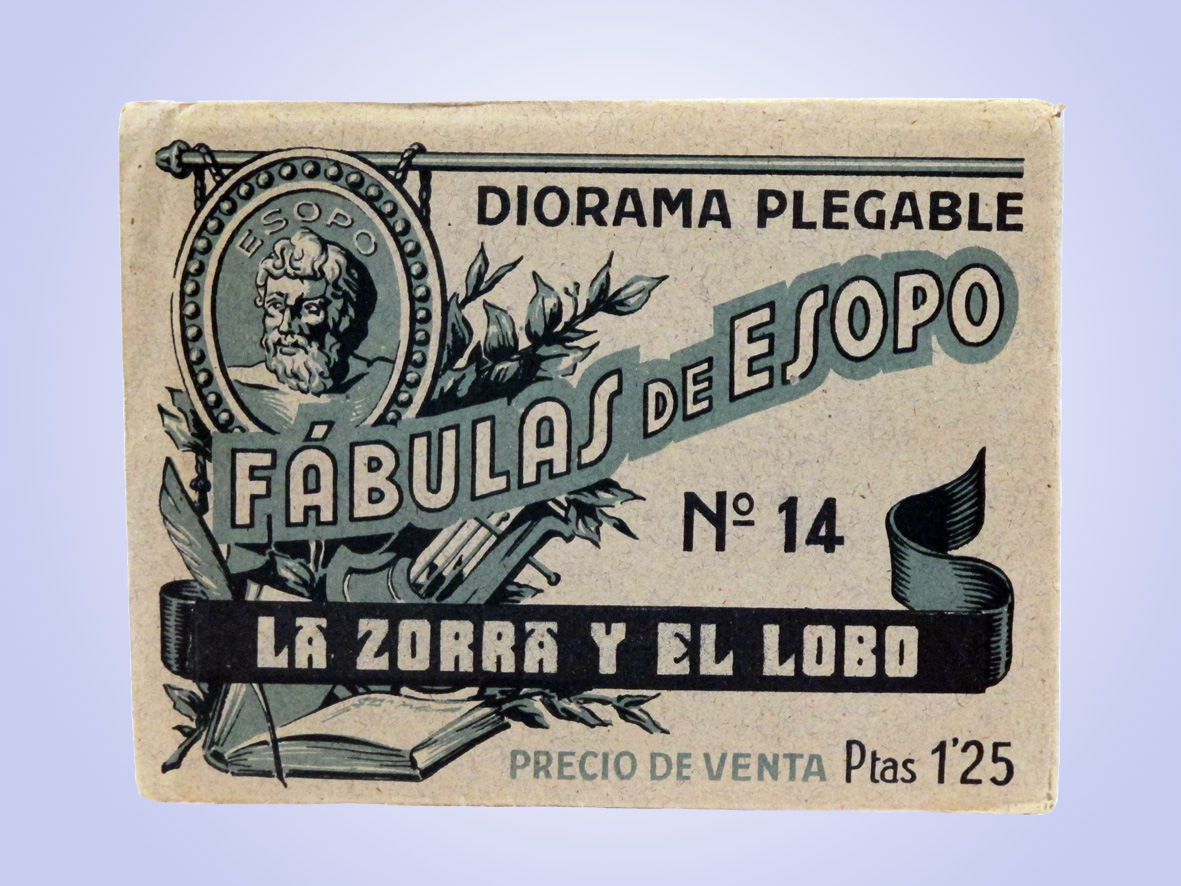 ESOPO
DIORAMA PLEGABLE
FÁBULAS DE ESOPO
Nº 14
LA ZORRA Y EL LOBO
PRECIO DE VENTA Ptas 1'25